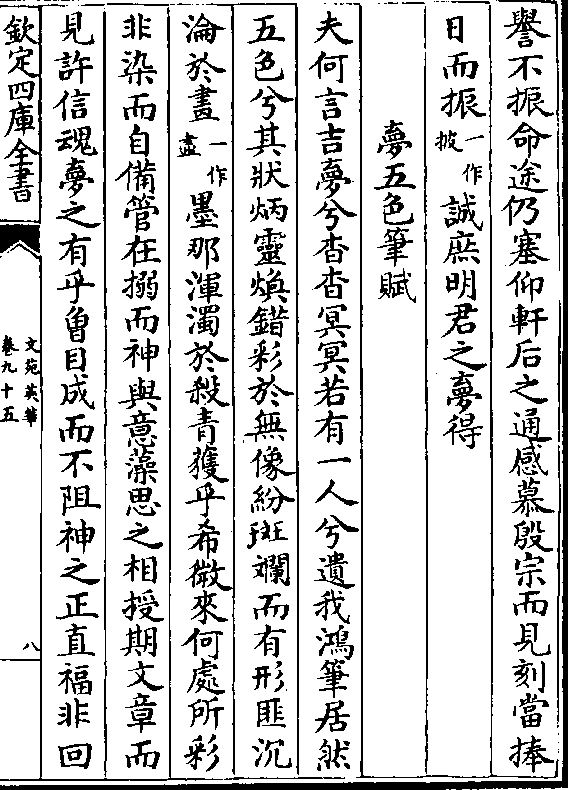 譽不振命途仍塞仰軒后之通感慕殷宗而見刻當捧
日而振一作披誠庶明君之夢得
夢五色筆賦
夫何言吉夢兮杳杳冥冥若有一人兮遺我鴻筆居然
五色兮其狀炳靈煥錯彩於無像紛斑斕而有形匪沉
淪於晝一作盡墨那渾濁於殺青獲乎希微來何處所彩
非染而自備管在搦而神與意藻思之相授期文章而
見許信魂夢之有乎曾目成而不阻神之正直福非回
欽定四庫全書
文苑英華
卷九十五
八